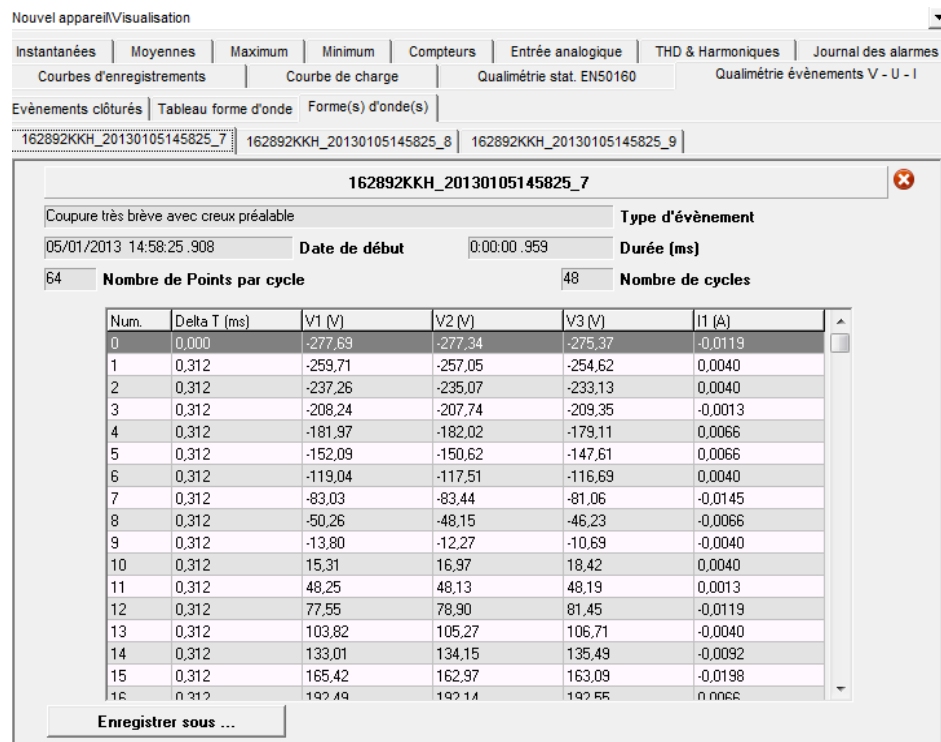 Nouvel appareil\Visualisation
Instantanées Moyennes Maximum Minimum Compteurs Entrée analogique THD & Harmoniques Journal des alarmes
Courbes d'enregistrements Courbe de charge Qualimétrie stat. EN50160 Qualimétrie évènements V - U - I
Evènements clôturés Tableau forme d'onde Forme(s) d'onde(s)
162892KKH_20130105145825_7 162892KKH_20130105145825_8 162892KKH_20130105145825_9
162892KKH_20130105145825_7
Coupure très brève avec creux préalable Type d'évènement
05/01/2013 14:58:25 .908 Date de début 0:00:00 .959 Durée (ms)
64 Nombre de Points par cycle 48 Nombre de cycles
Num. Delta T (ms) V1 (V) V2 (V) V3 (V) I1 (A)
0 0,000 -277,69 -277,34 -275,37 -0,0119
1 0,312 -259,71 -257,05 -254,62 0,0040
2 0,312 -237,26 -235,07 -233,13 0,0040
3 0,312 -208,24 -207,74 -209,35 -0,0013
4 0,312 -181,97 -182,02 -179,11 0,0066
5 0,312 -152,09 -150,62 -147,61 0,0066
6 0,312 -119,04 -117,51 -116,69 0,0040
7 0,312 -83,03 -83,44 -81,06 -0,0145
8 0,312 -50,26 -48,15 -46,23 -0,0066
9 0,312 -13,80 -12,27 -10,69 -0,0040
10 0,312 15,31 16,97 18,42 0,0040
11 0,312 48,25 48,13 48,19 0,0013
12 0,312 77,55 78,90 81,45 -0,0119
13 0,312 103,82 105,27 106,71 -0,0040
14 0,312 133,01 134,15 135,49 -0,0092
15 0,312 165,42 162,97 163,09 -0,0198
16 0,312 192,49 192,14 192,55 0,0066
Enregistrer sous ...